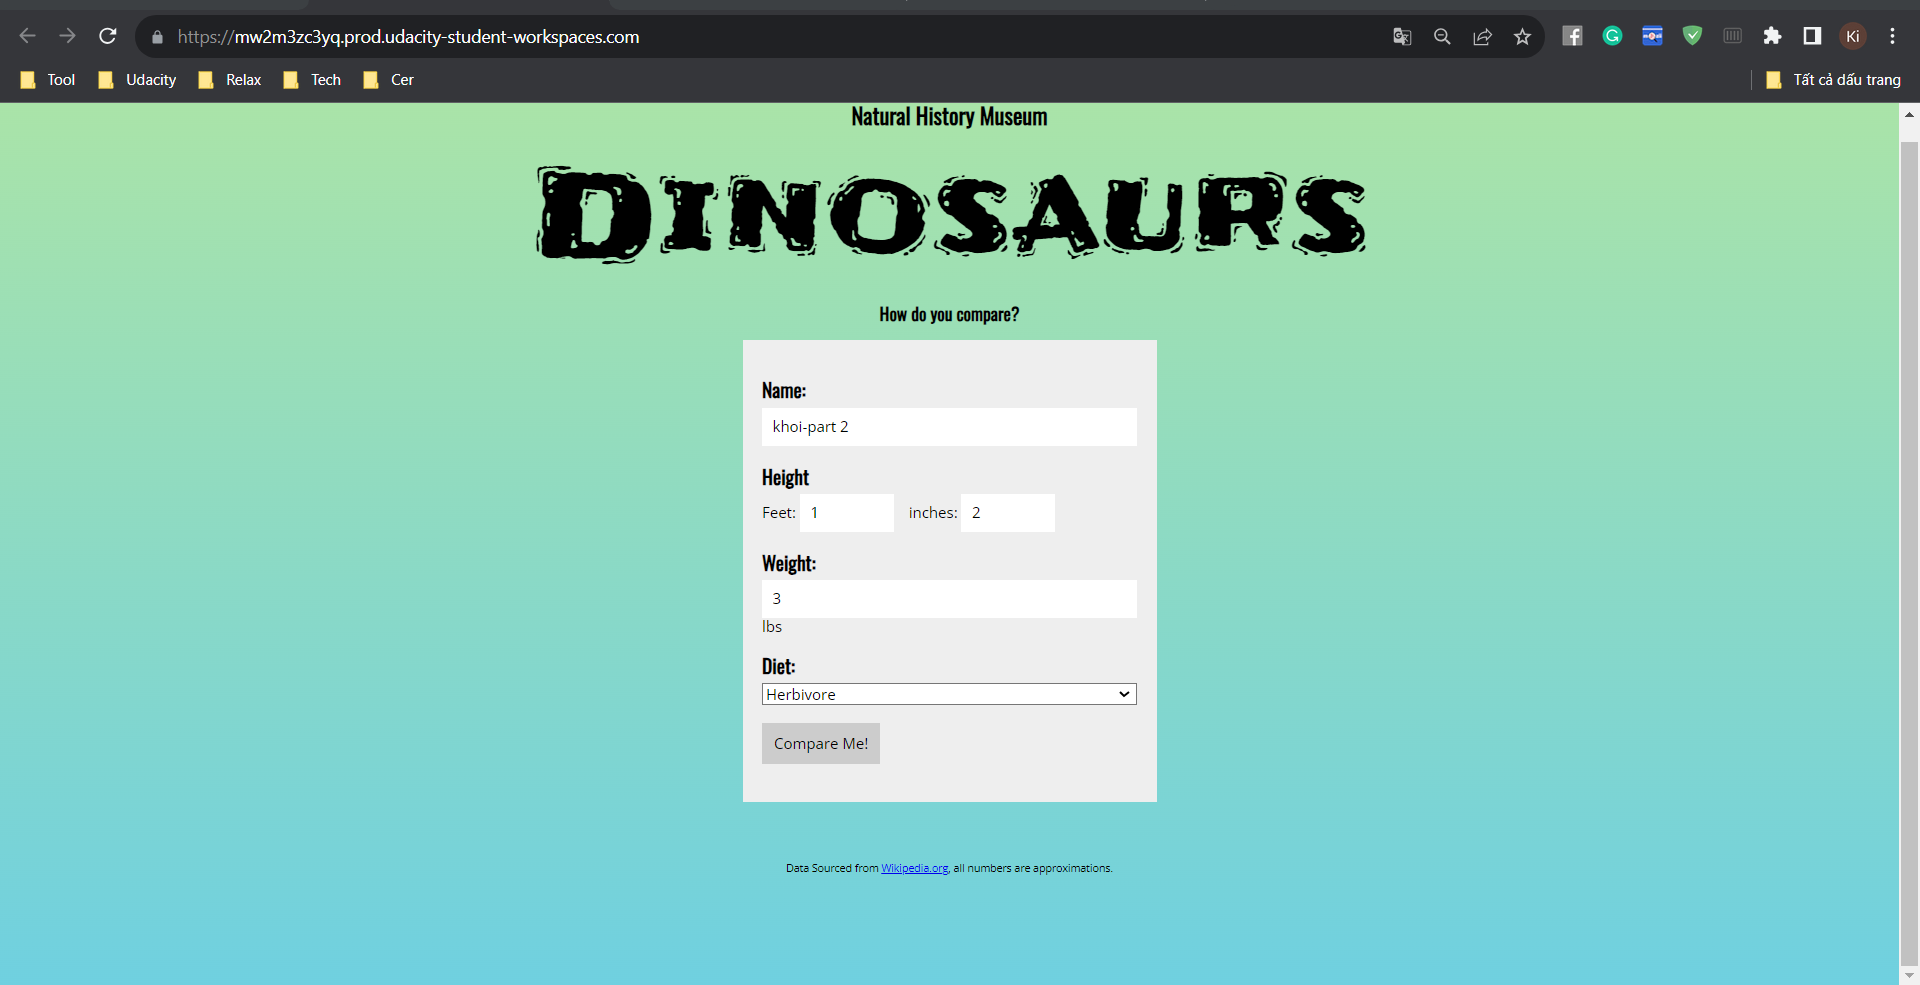 https://mw2m3zc3yq.prod.udacity-student-workspaces.com
Ki
Tool Udacity Relax Tech Cer Tất cả dấu trang
Natural History Museum
DINOSAURS
How do you compare?
Name:
khoi-part 2
Height
Feet: 1 inches: 2
Weight:
3
lbs
Diet:
Herbivore
Compare Me!
Data Sourced from Wikipedia.org, all numbers are approximations.